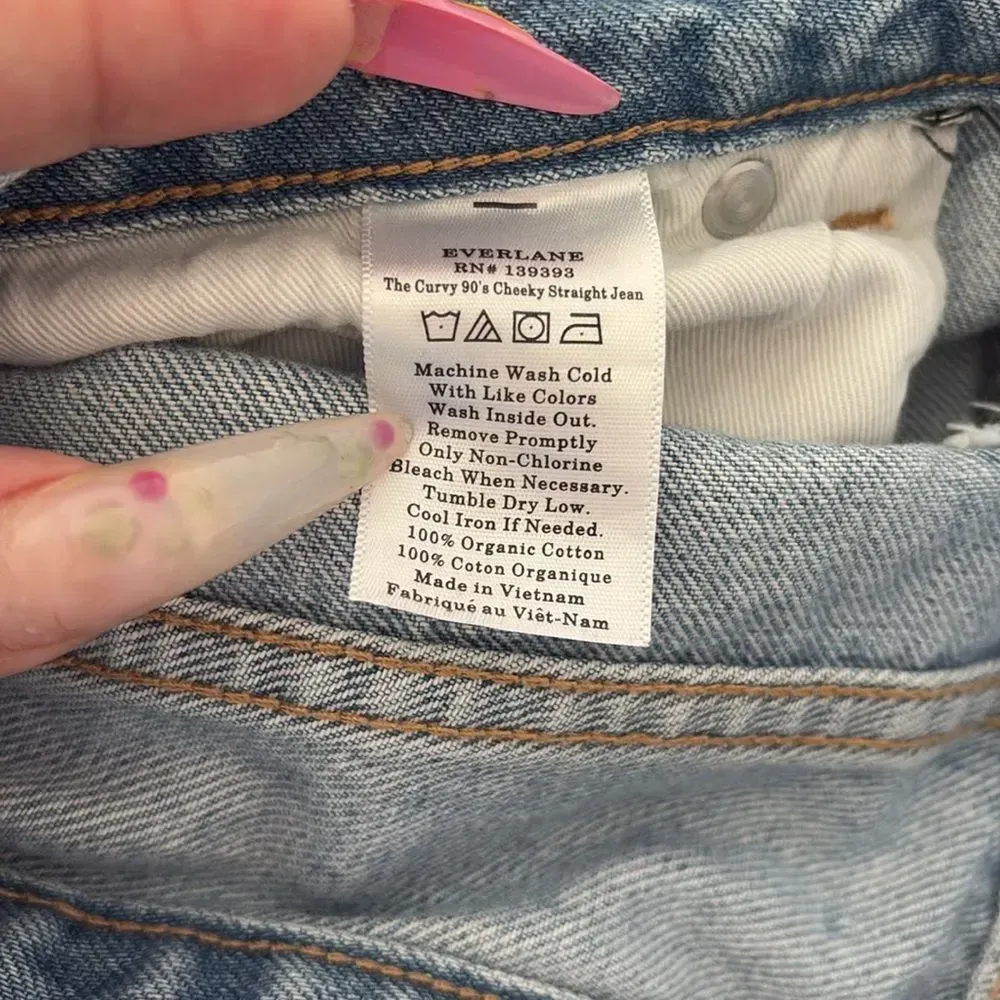 EVERLANE
RN# 139393
The Curvy 90's Cheeky Straight Jean
Machine Wash Cold
With Like Colors
Wash Inside Out.
Remove Promptly
Only Non-Chlorine
Bleach When Necessary.
Tumble Dry Low.
Cool Iron If Needed.
100% Organic Cotton
100% Coton Organique
Made in Vietnam
Fabriqué au Viêt-Nam